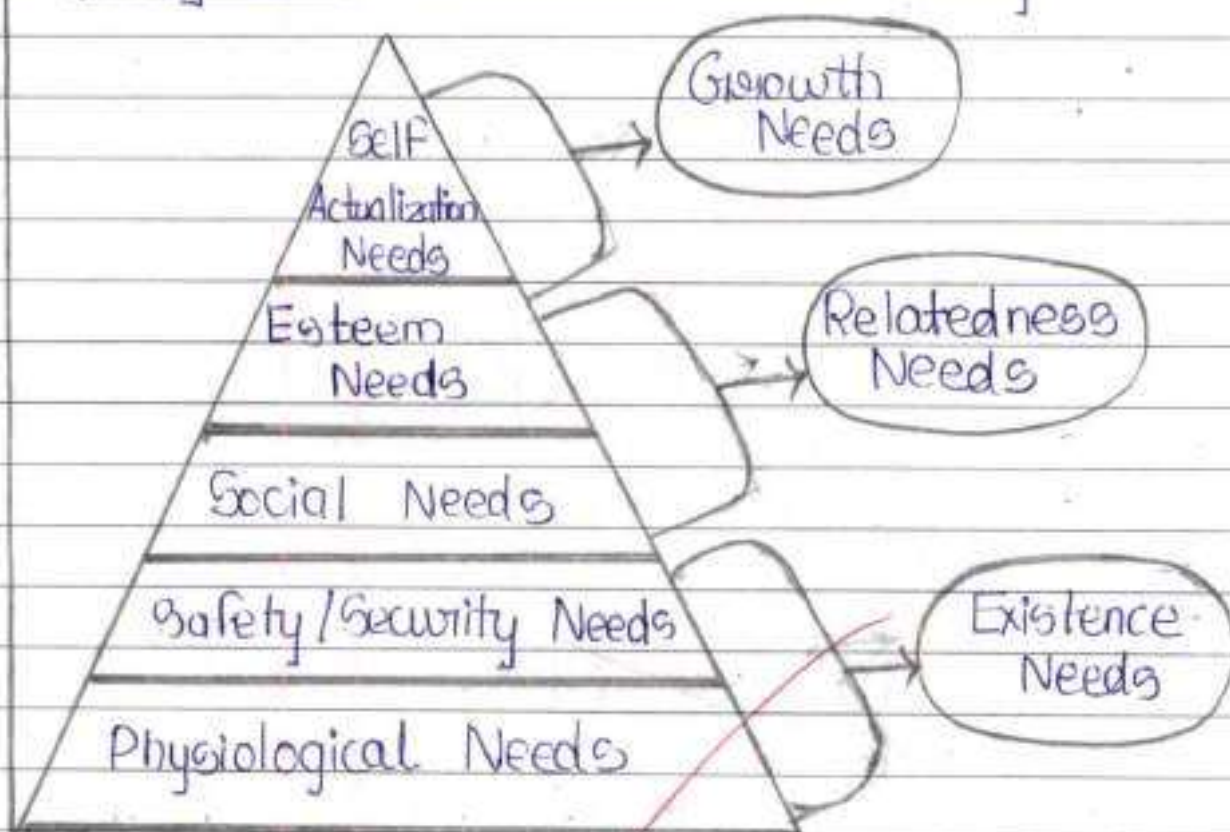 Growth
Needs
Self
Actualization
Needs
Esteem
Needs
Relatedness
Needs
Social Needs
Safety/Security Needs
Existence
Needs
Physiological Needs